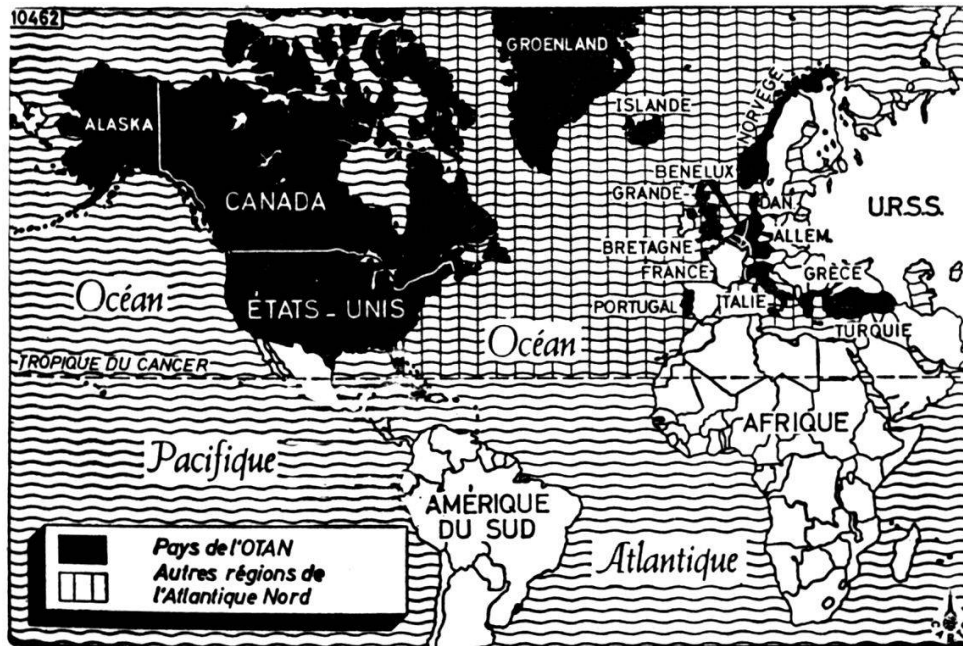 10462
GROENLAND
ISLANDE
NORVÈGE
ALASKA
CANADA
BENELUX
GRANDE-
BRETAGNE
DAN.
ALLEM.
U.R.S.S.
FRANCE
GRÈCE
PORTUGAL
ITALIE
TURQUIE
ÉTATS-UNIS
Océan
Pacifique
Océan
Atlantique
TROPIQUE DU CANCER
AFRIQUE
AMÉRIQUE
DU SUD
Pays de l'OTAN
Autres régions de
l'Atlantique Nord